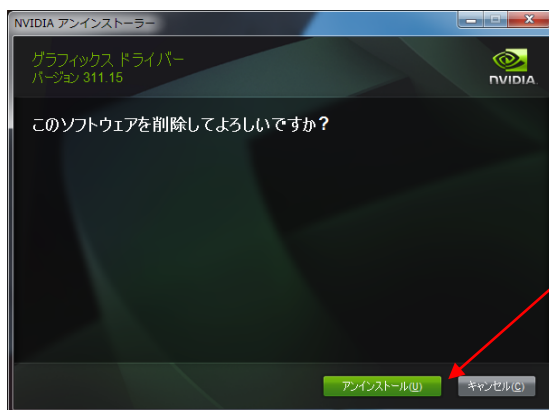 NVIDIA アンインストーラー
グラフィックス ドライバー
バージョン 311.15
NVIDIA.
このソフトウェアを削除してよろしいですか?
アンインストール(U)
キャンセル(C)